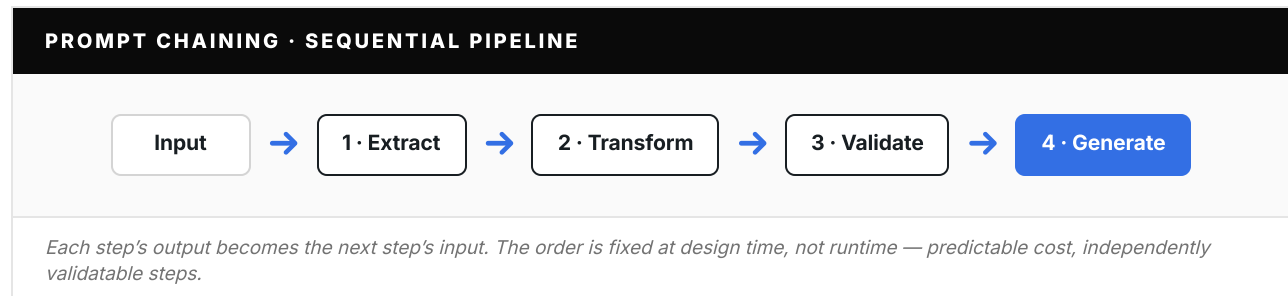 PROMPT CHAINING · SEQUENTIAL PIPELINE
Input
1 · Extract
2 · Transform
3 · Validate
4 · Generate
Each step’s output becomes the next step’s input. The order is fixed at design time, not runtime — predictable cost, independently
validatable steps.